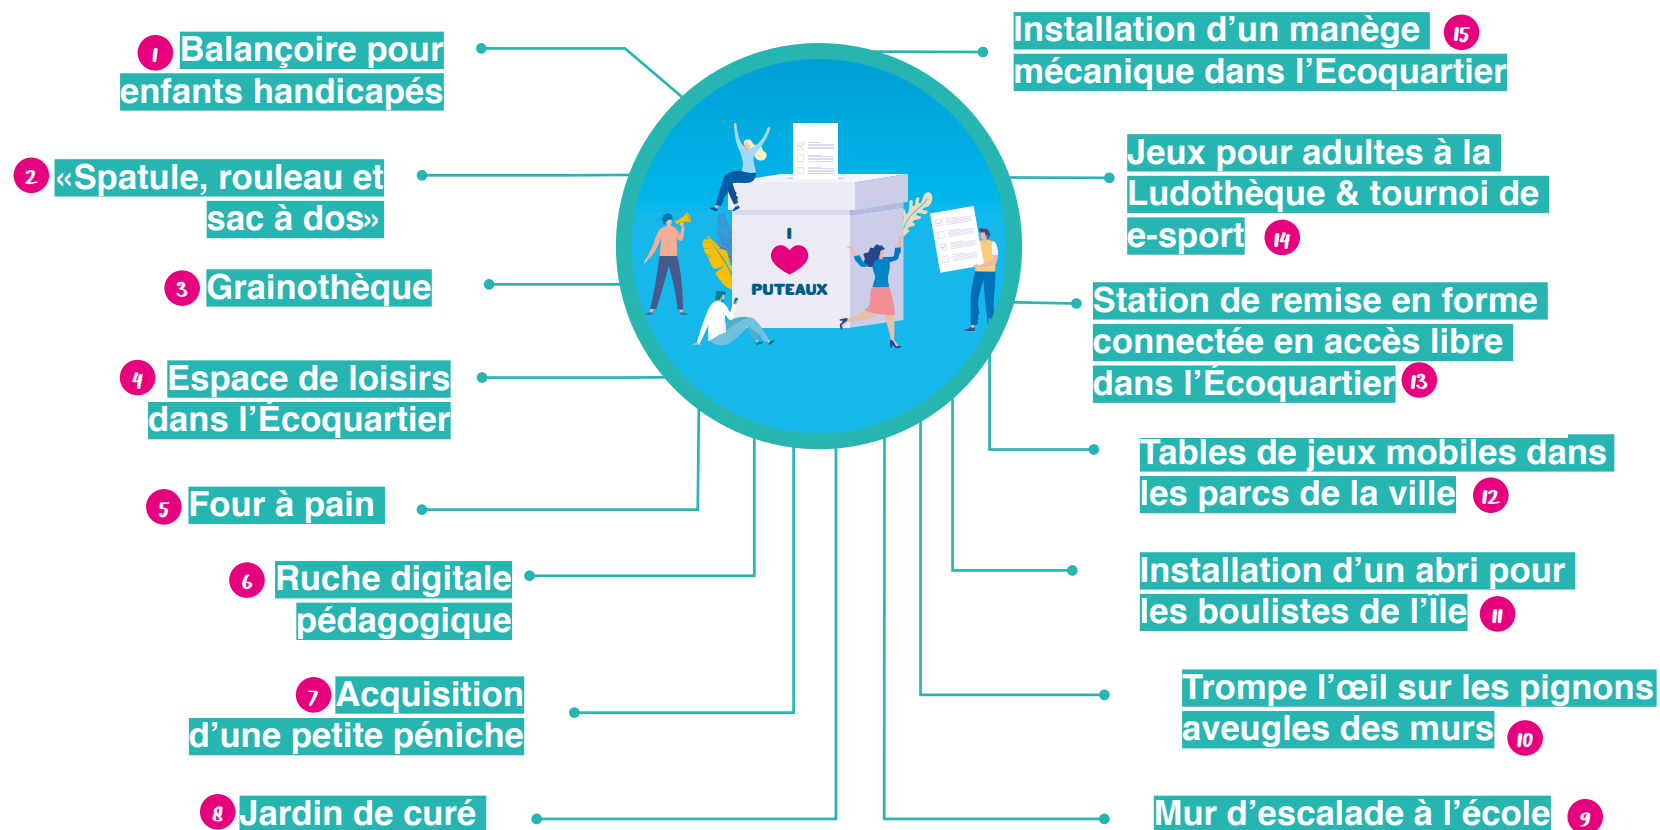 1 Balançoire pour
enfants handicapés
2 «Spatule, rouleau et
sac à dos»
3 Grainothèque
4 Espace de loisirs
dans l'Écoquartier
5 Four à pain
6 Ruche digitale
pédagogique
7 Acquisition
d'une petite péniche
8 Jardin de curé
I
PUTEAUX
Installation d'un manège 15
mécanique dans l'Ecoquartier
Jeux pour adultes à la
Ludothèque & tournoi de
e-sport 14
Station de remise en forme
connectée en accès libre
dans l'Écoquartier 13
Tables de jeux mobiles dans
les parcs de la ville 12
Installation d'un abri pour
les boulistes de l'Île 11
Trompe l'œil sur les pignons
aveugles des murs 10
Mur d'escalade à l'école 9